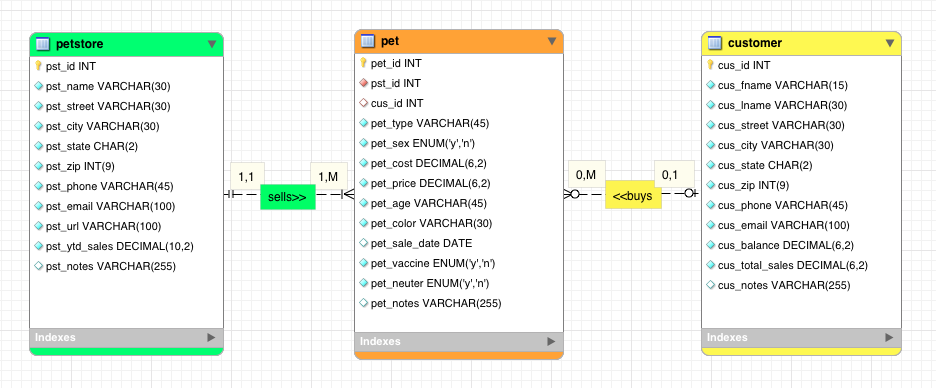 petstore
pst_id INT
pst_name VARCHAR(30)
pst_street VARCHAR(30)
pst_city VARCHAR(30)
pst_state CHAR(2)
pst_zip INT(9)
pst_phone VARCHAR(45)
pst_email VARCHAR(100)
pst_url VARCHAR(100)
pst_ytd_sales DECIMAL(10,2)
pst_notes VARCHAR(255)
Indexes
1,1
sells>>
1,M
pet
pet_id INT
pst_id INT
cus_id INT
pet_type VARCHAR(45)
pet_sex ENUM('y','n')
pet_cost DECIMAL(6,2)
pet_price DECIMAL(6,2)
pet_age VARCHAR(45)
pet_color VARCHAR(30)
pet_sale_date DATE
pet_vaccine ENUM('y','n')
pet_neuter ENUM('y','n')
pet_notes VARCHAR(255)
Indexes
0,M
<<buys
0,1
customer
cus_id INT
cus_fname VARCHAR(15)
cus_lname VARCHAR(30)
cus_street VARCHAR(30)
cus_city VARCHAR(30)
cus_state CHAR(2)
cus_zip INT(9)
cus_phone VARCHAR(45)
cus_email VARCHAR(100)
cus_balance DECIMAL(6,2)
cus_total_sales DECIMAL(6,2)
cus_notes VARCHAR(255)
Indexes